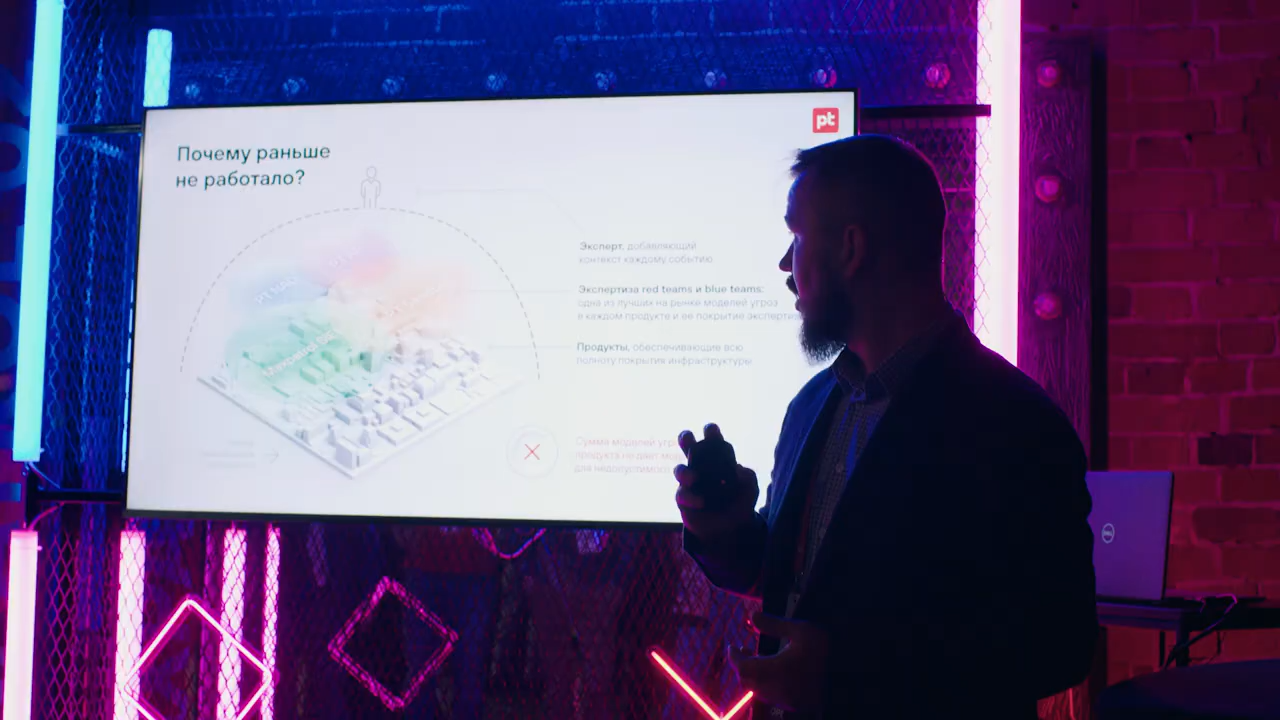 pt
Почему раньше
не работало?
Эксперт, добавляющий
контекст каждому событию
Экспертиза red teams и blue teams:
одна из лучших на рынке моделей угроз
в каждом продукте и ее покрытие
Продукты, обеспечивающие всю
полноту покрытия инфраструктуры
Сумма моделей
продукта не дает
для недопустимого
DELL